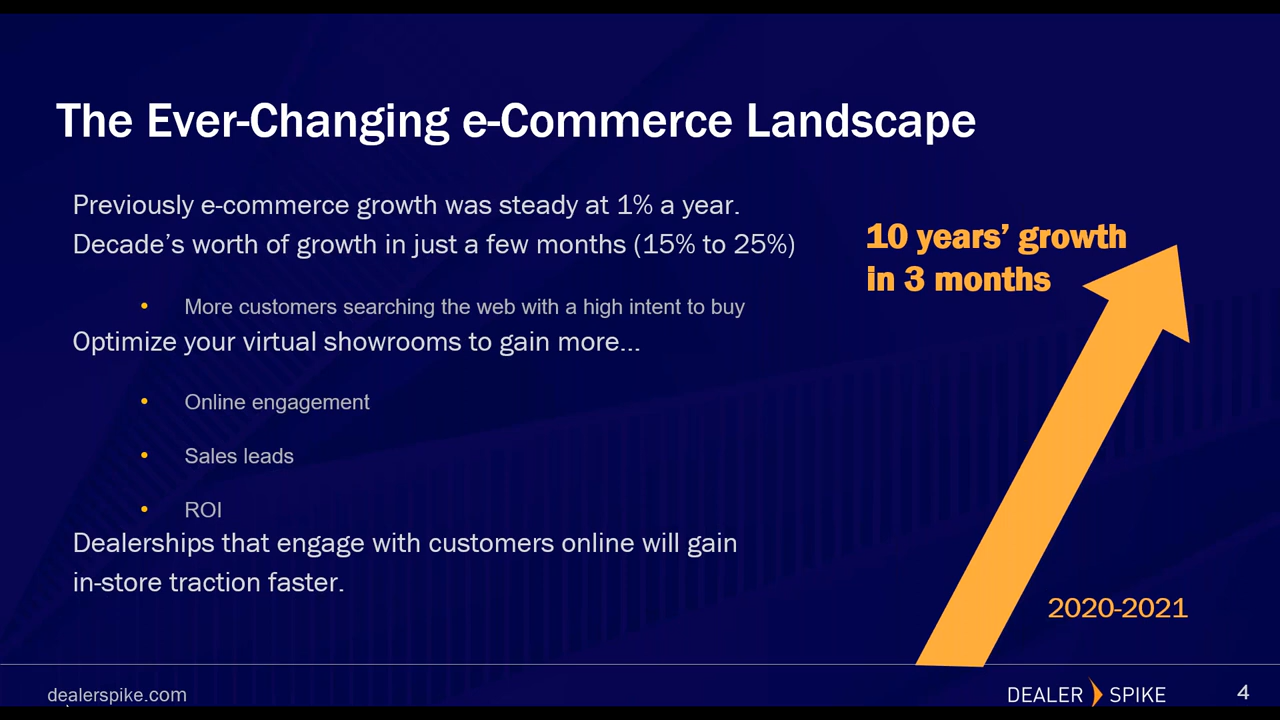 The Ever-Changing e-Commerce Landscape
Previously e-commerce growth was steady at 1% a year.
Decade’s worth of growth in just a few months (15% to 25%)
• More customers searching the web with a high intent to buy
Optimize your virtual showrooms to gain more...
• Online engagement
• Sales leads
• ROI
Dealerships that engage with customers online will gain
in-store traction faster.
10 years’ growth
in 3 months
2020-2021
dealerspike.com
DEALER SPIKE
4